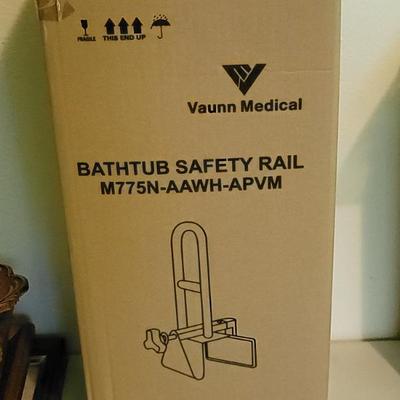 FRAGILE
THIS END UP
Vaunn Medical
BATHTUB SAFETY RAIL
M775N-AAWH-APVM